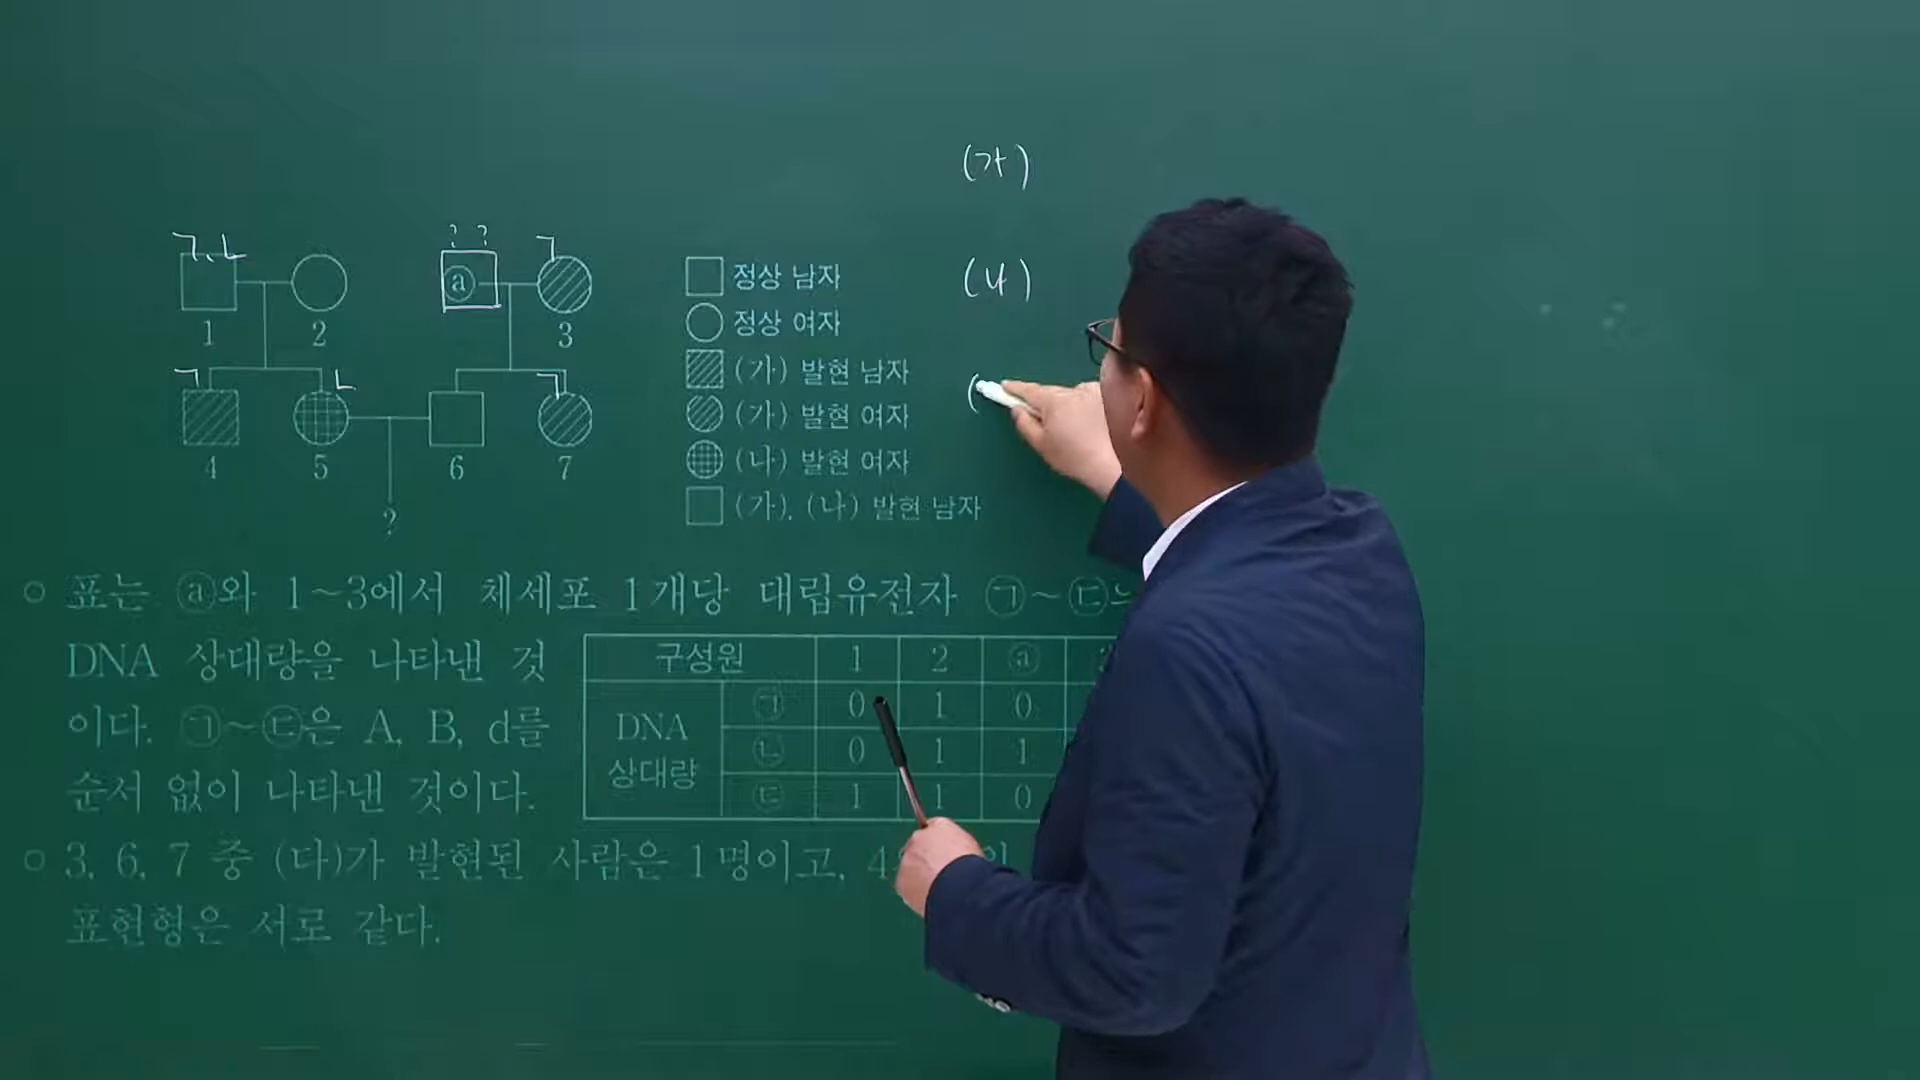 (가)
(나)
(
ㄱ,ㄴ
? ?
ㄱ
ⓐ
1 2 3
ㄱ ㄴ ㄱ
4 5 6 7
?
정상 남자
정상 여자
(가) 발현 남자
(가) 발현 여자
(나) 발현 여자
(가), (나) 발현 남자
○ 표는 ⓐ와 1~3에서 체세포 1개당 대립유전자 ㉠~㉢
DNA 상대량을 나타낸 것
이다. ㉠~㉢은 A, B, d를
순서 없이 나타낸 것이다.
구성원 1 2 ⓐ
DNA 상대량
㉠ 0 1 0
㉡ 0 1 1
㉢ 1 1 0
○ 3, 6, 7 중 (다)가 발현된 사람은 1명이고, 4
표현형은 서로 같다.